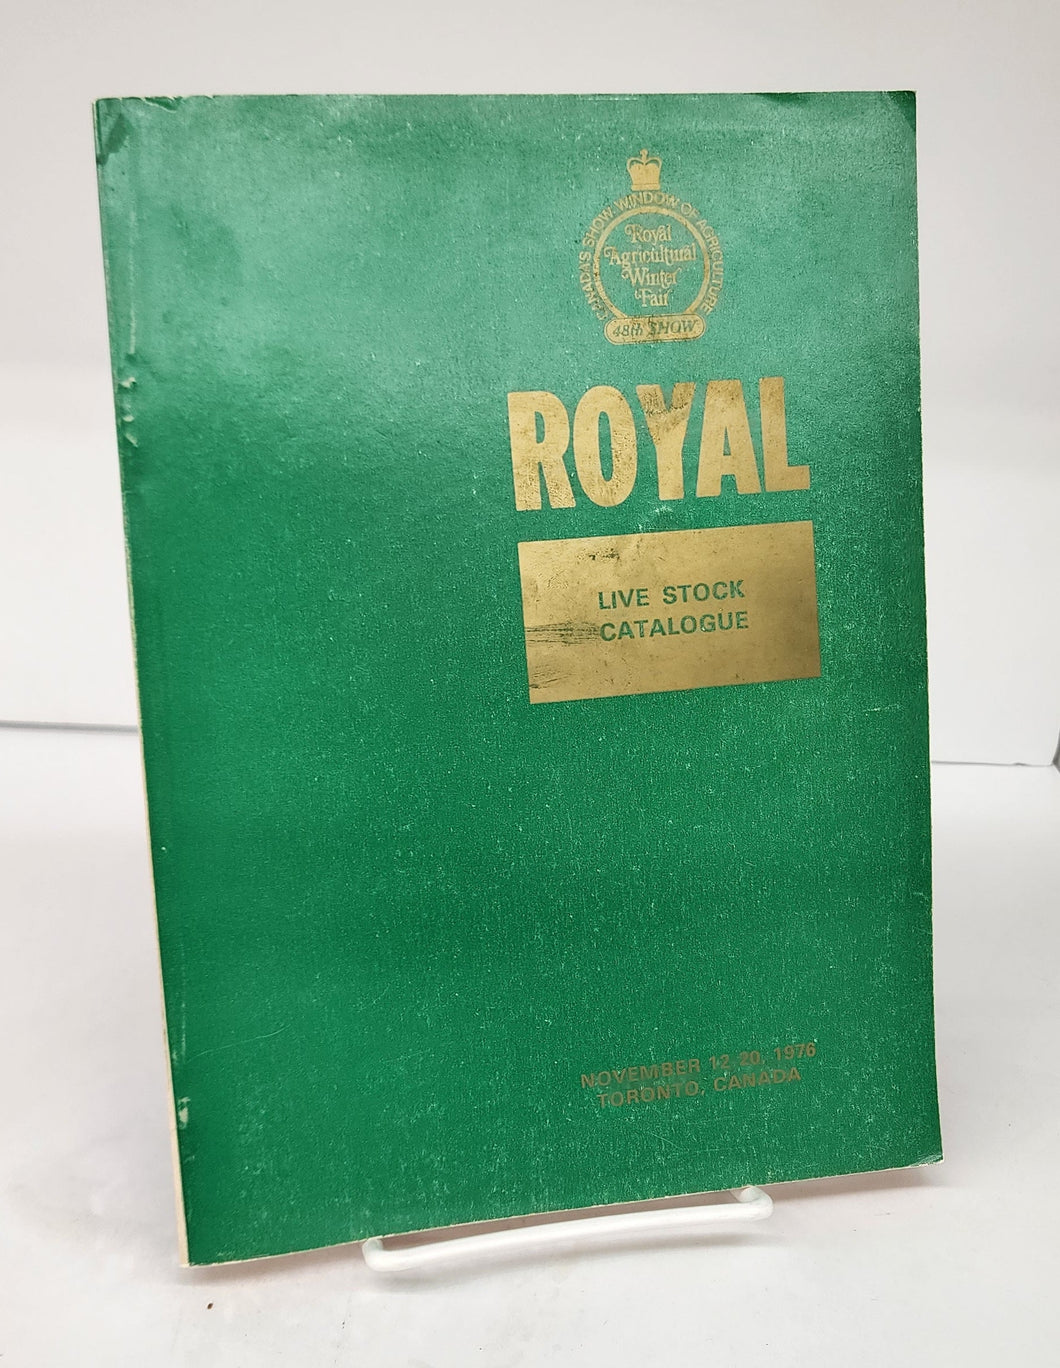 CANADA'S SHOW WINDOW OF AGRICULTURE
Royal
Agricultural
Winter
Fair
48th SHOW
ROYAL
LIVE STOCK
CATALOGUE
NOVEMBER 12-20, 1976
TORONTO, CANADA